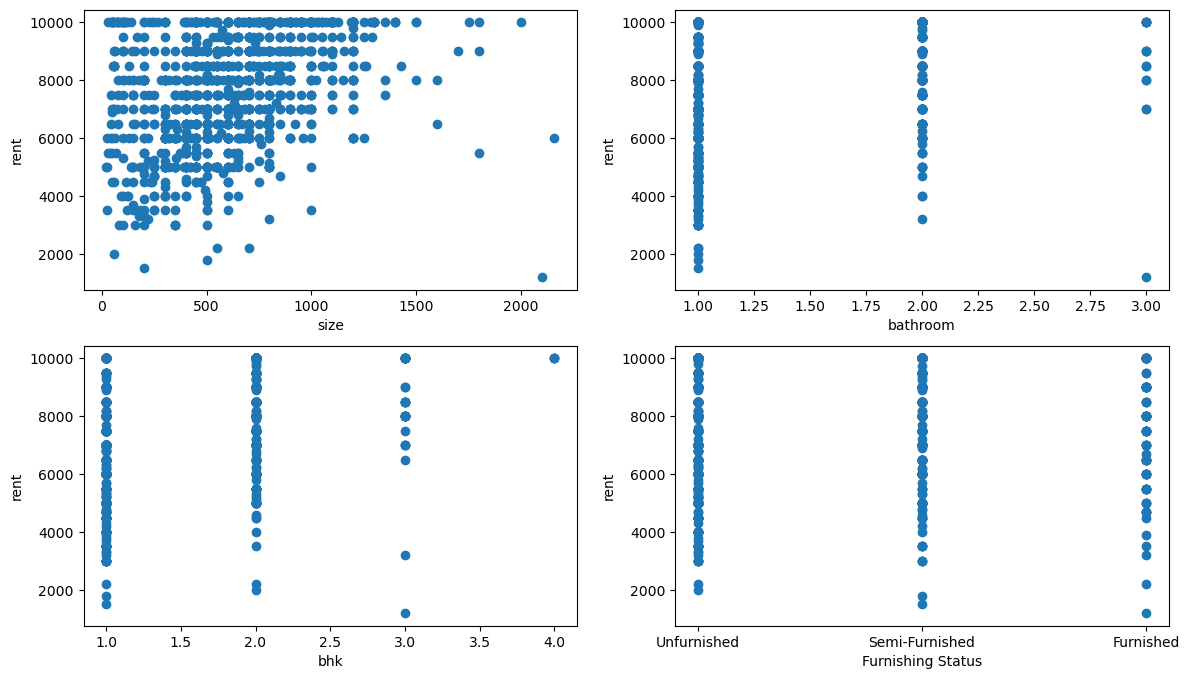 10000
8000
6000
4000
2000
rent
0 500 1000 1500 2000
size
10000
8000
6000
4000
2000
rent
1.00 1.25 1.50 1.75 2.00 2.25 2.50 2.75 3.00
bathroom
10000
8000
6000
4000
2000
rent
1.0 1.5 2.0 2.5 3.0 3.5 4.0
bhk
10000
8000
6000
4000
2000
rent
Unfurnished Semi-Furnished Furnished
Furnishing Status